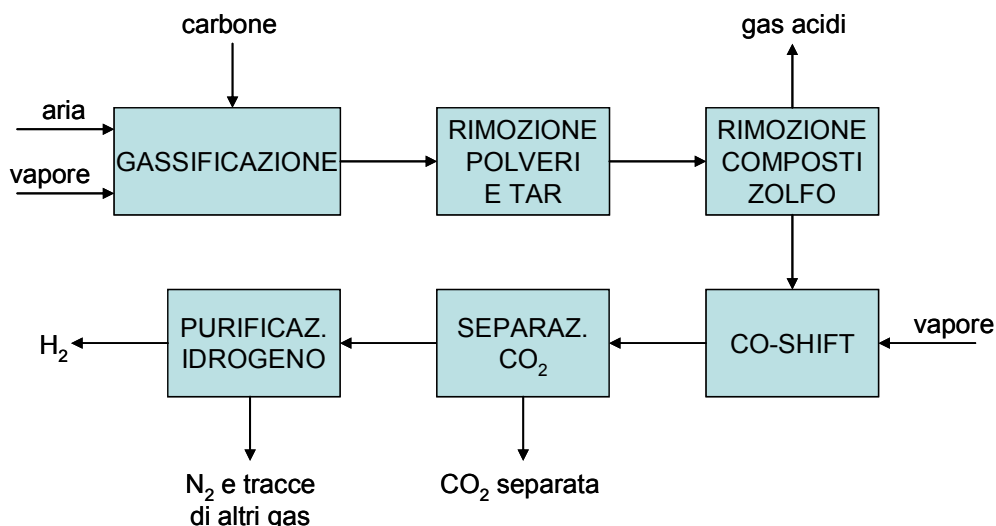 carbone
gas acidi
aria
vapore
GASSIFICAZIONE
RIMOZIONE
POLVERI
E TAR
RIMOZIONE
COMPOSTI
ZOLFO
H₂
PURIFICAZ.
IDROGENO
SEPARAZ.
CO₂
CO-SHIFT
vapore
N₂ e tracce
di altri gas
CO₂ separata